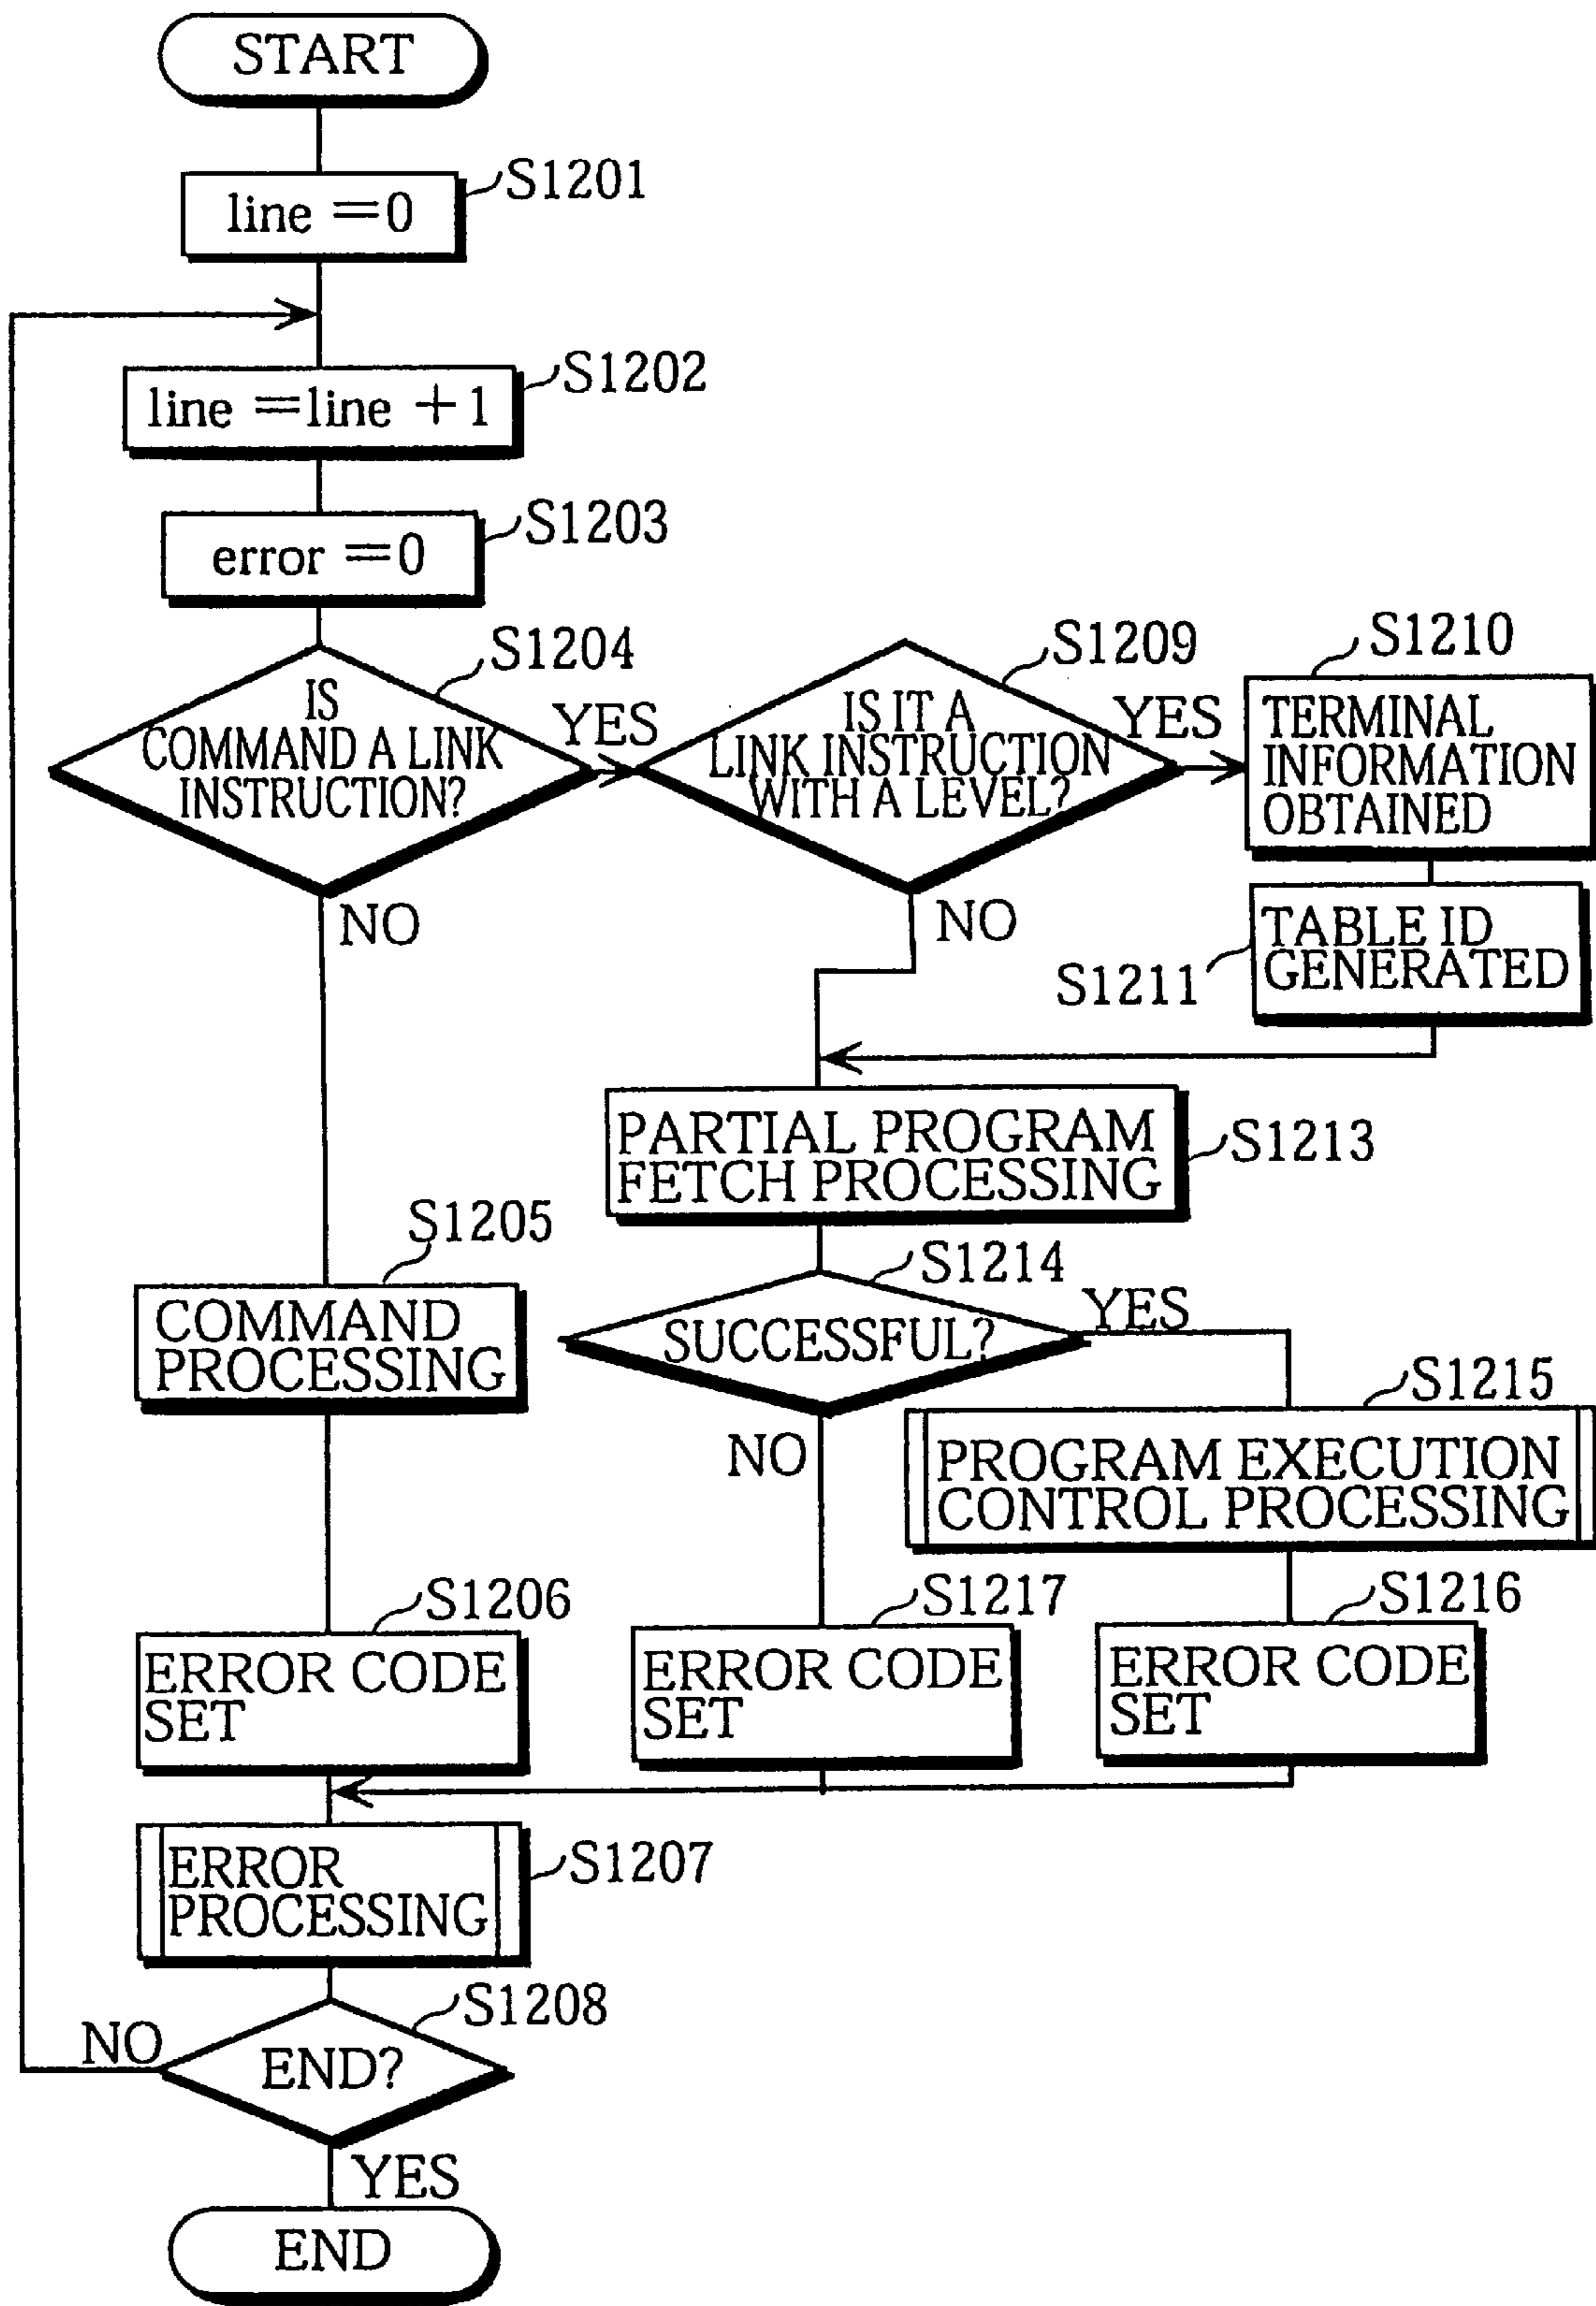 START
S1201
line =0
S1202
line =line +1
S1203
error =0
S1204
IS
COMMAND A LINK
INSTRUCTION?
YES
NO
S1209
IS IT A
LINK INSTRUCTION
WITH A LEVEL?
YES
NO
S1210
TERMINAL
INFORMATION
OBTAINED
S1211
TABLE ID
GENERATED
PARTIAL PROGRAM
FETCH PROCESSING
S1213
S1205
COMMAND
PROCESSING
S1214
SUCCESSFUL?
YES
NO
S1215
PROGRAM EXECUTION
CONTROL PROCESSING
S1206
ERROR CODE
SET
S1217
ERROR CODE
SET
S1216
ERROR CODE
SET
ERROR
PROCESSING
S1207
S1208
END?
NO
YES
END